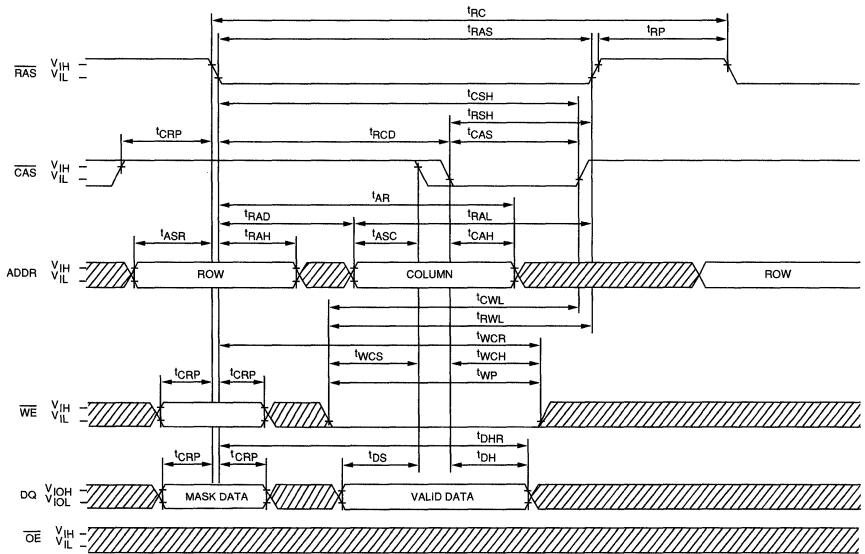 tRC
tRAS
tRP
RAS VIH
VIL
tCSH
tRSH
tCRP
tRCD
tCAS
CAS VIH
VIL
tAR
tRAD
tRAL
tASR
tRAH
tASC
tCAH
ADDR VIH
VIL
ROW
COLUMN
ROW
tCWL
tRWL
tWCR
tWCS
tWCH
tCRP
tCRP
tWP
WE VIH
VIL
tDHR
tCRP
tCRP
tDS
tDH
DQ VIOH
VIOL
MASK DATA
VALID DATA
OE VIH
VIL